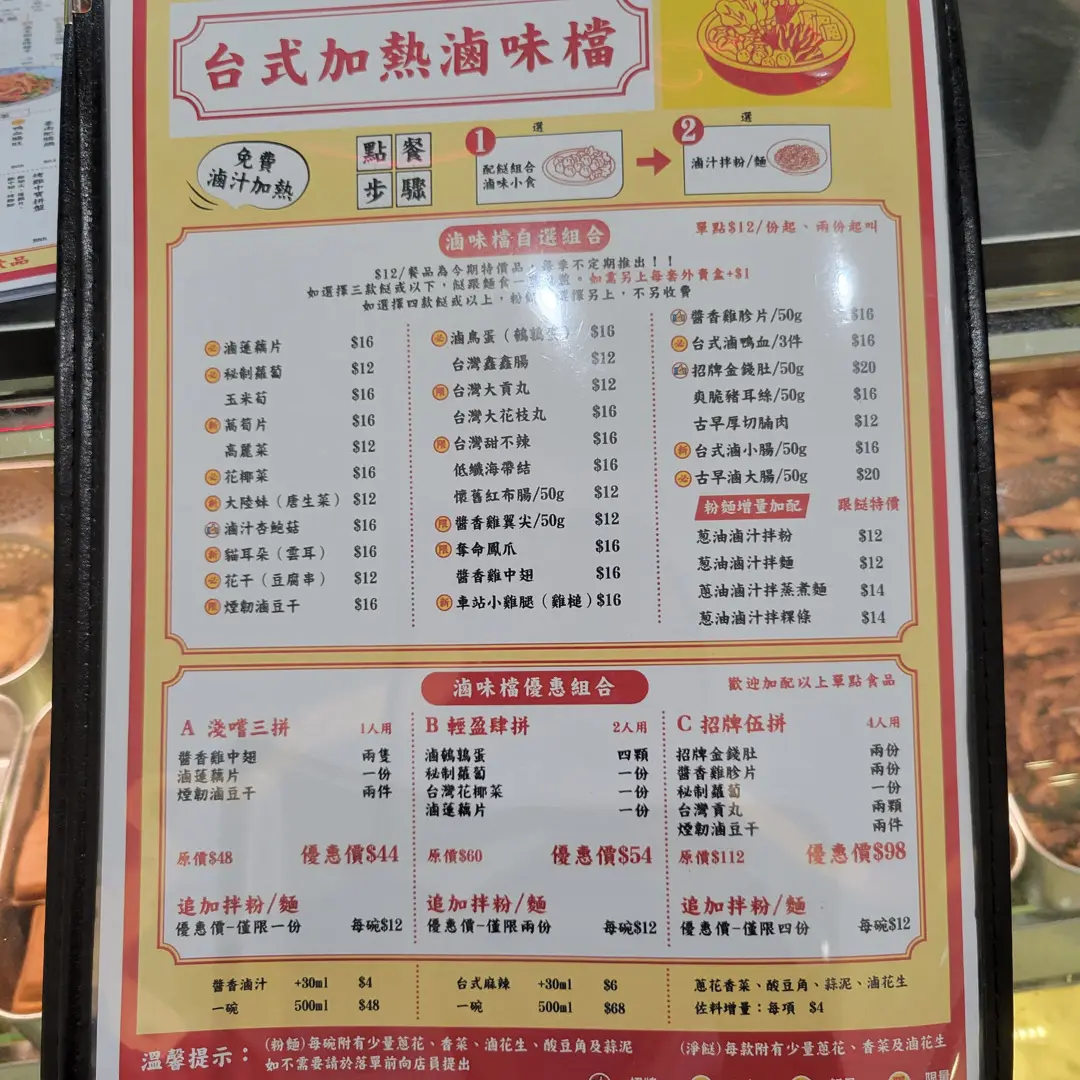 台式加熱滷味檔
免費
滷汁加熱
點餐
步驟
1
選
配餸組合
滷味小食
2
選
滷汁拌粉/麵
滷味檔自選組合
單點$12/份起、兩份起叫
$12/餐品為今期特價品 每季不定期推出！！
如選擇三款餸或以下，餸跟麵食一 。如需另上每套外賣盒+$1
如選擇四款餸或以上，粉 另上，不另收費
必 滷蓮藕片 $16
必 秘制蘿蔔 $12
玉米荀 $16
新 萵荀片 $16
高麗菜 $12
必 花椰菜 $16
新 大陸妹（唐生菜） $12
滷汁杏鮑菇 $16
新 貓耳朵（雲耳） $16
必 花干（豆腐串） $12
限 煙韌滷豆干 $16
必 滷鳥蛋（鵪鶉蛋） $16
台灣鑫鑫腸 $12
限 台灣大貢丸 $12
台灣大花枝丸 $16
限 台灣甜不辣 $16
低纖海帶結 $16
懷舊紅布腸/50g $12
限 醬香雞翼尖/50g $12
限 奪命鳳爪 $16
醬香雞中翅 $16
新 車站小雞腿（雞槌） $16
醬香雞胗片/50g $16
必 台式滷鴨血/3件 $16
招牌金錢肚/50g $20
爽脆豬耳絲/50g $16
古早厚切腩肉 $12
新 台式滷小腸/50g $16
必 古早滷大腸/50g $20
粉麵增量加配 跟餸特價
蔥油滷汁拌粉 $12
蔥油滷汁拌麵 $12
蔥油滷汁拌蒸煮麵 $14
蔥油滷汁拌粿條 $14
滷味檔優惠組合
歡迎加配以上單點食品
A 淺嚐三拼 1人用
醬香雞中翅 兩隻
滷蓮藕片 一份
煙韌滷豆干 兩件
原價$48 優惠價$44
追加拌粉/麵
優惠價-僅限一份 每碗$12
B 輕盈肆拼 2人用
滷鵪鶉蛋 四顆
秘制蘿蔔 一份
台灣花椰菜 一份
滷蓮藕片 一份
原價$60 優惠價$54
追加拌粉/麵
優惠價-僅限兩份 每碗$12
C 招牌伍拼 4人用
招牌金錢肚 兩份
醬香雞胗片 兩份
秘制蘿蔔 一份
台灣貢丸 兩顆
煙韌滷豆干 兩件
原價$112 優惠價$98
追加拌粉/麵
優惠價-僅限四份 每碗$12
醬香滷汁 +30ml $4
一碗 500ml $48
台式麻辣 +30ml $6
一碗 500ml $68
蔥花香菜、酸豆角、蒜泥、滷花生
佐料增量：每項 $4
溫馨提示：
(粉麵)每碗附有少量蔥花、香菜、滷花生、酸豆角及蒜泥
如不需要請於落單前向店員提出
(淨餸)每款附有少量蔥花、香菜及滷花生